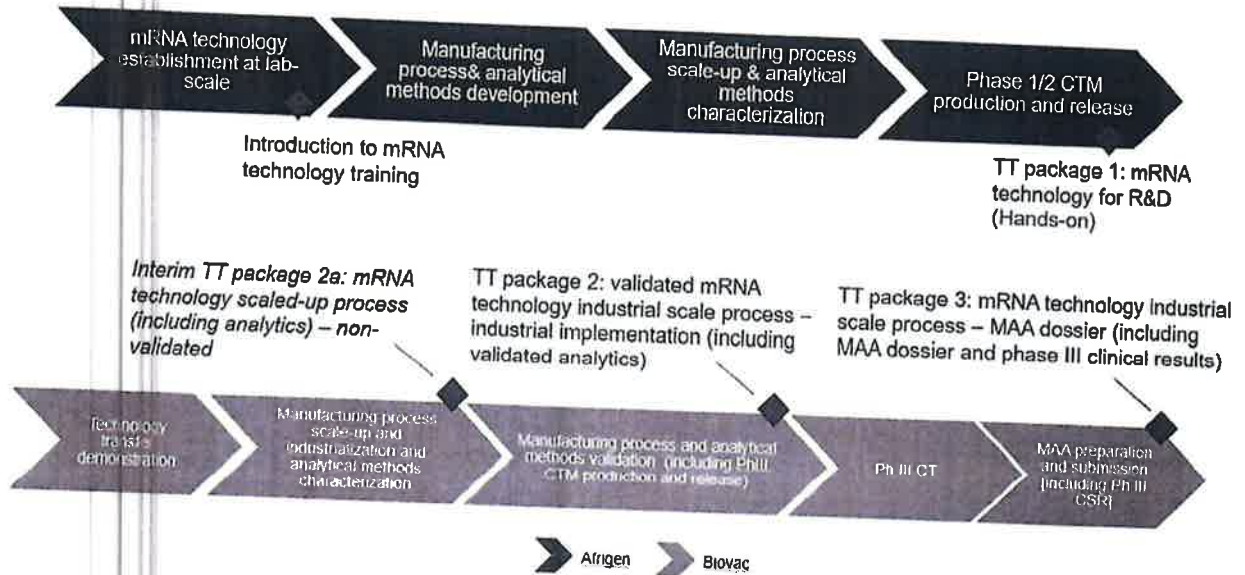 mRNA technology
establishment at lab-
scale
Manufacturing
process& analytical
methods development
Manufacturing process
scale-up & analytical
methods
characterization
Phase 1/2 CTM
production and release
Introduction to mRNA
technology training
TT package 1: mRNA
technology for R&D
(Hands-on)
Interim TT package 2a: mRNA
technology scaled-up process
(including analytics) – non-
validated
TT package 2: validated mRNA
technology industrial scale process –
industrial implementation (including
validated analytics)
TT package 3: mRNA technology industrial
scale process – MAA dossier (including
MAA dossier and phase III clinical results)
Technology
transfer
demonstration
Manufacturing process
scale-up and
industrialization and
analytical methods
characterization
Manufacturing process and analytical
methods validation (including PhIII
CTM production and release)
Ph III CT
MAA preparation
and submission
[including Ph III
CSR]
Afrigen
Biovac